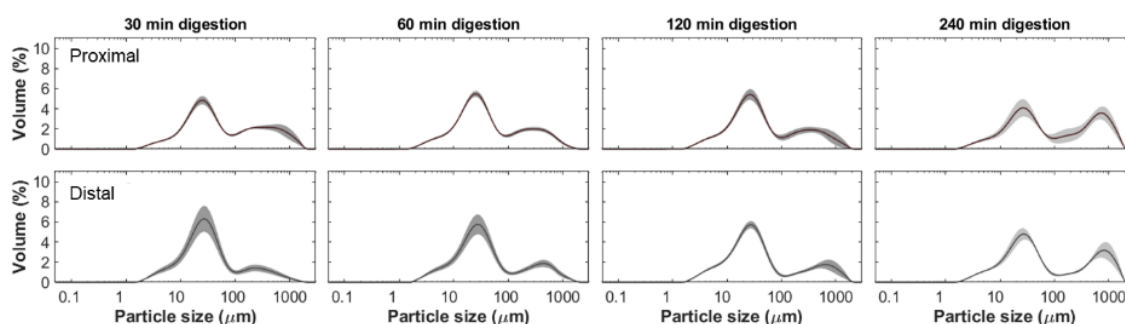 30 min digestion
60 min digestion
120 min digestion
240 min digestion
Proximal
Volume (%)
10
8
6
4
2
0
Distal
Volume (%)
10
8
6
4
2
0
0.1 1 10 100 1000
0.1 1 10 100 1000
0.1 1 10 100 1000
0.1 1 10 100 1000
Particle size (μm)
Particle size (μm)
Particle size (μm)
Particle size (μm)